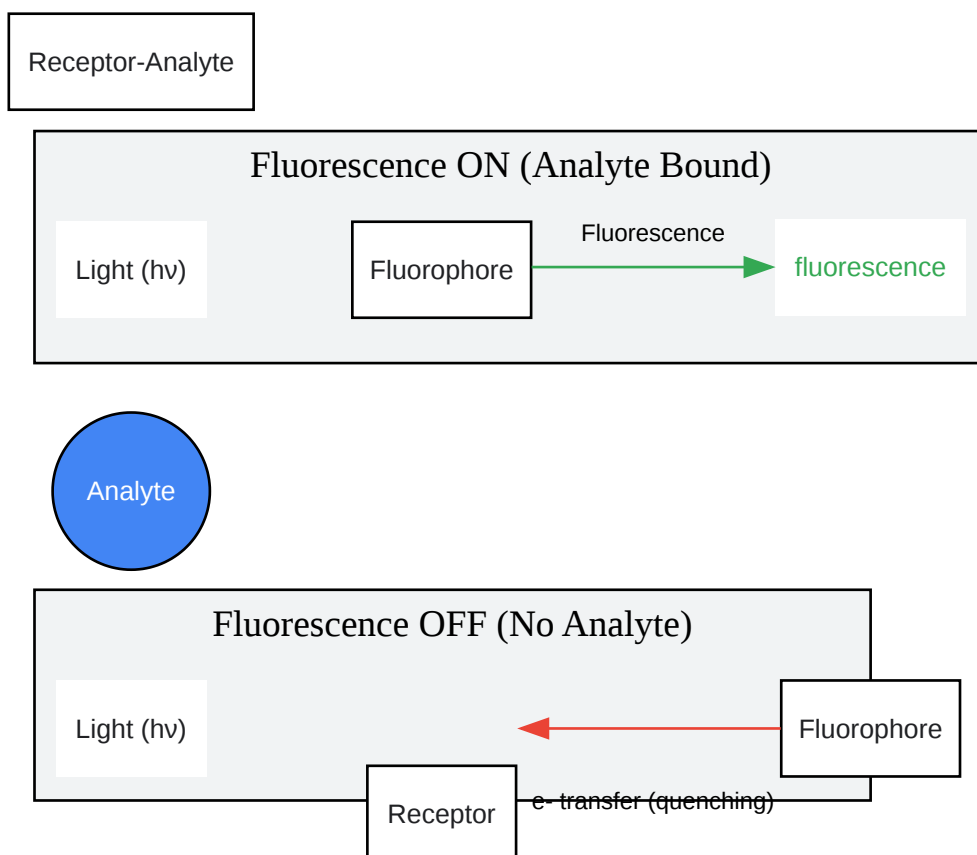 Receptor-Analyte
Fluorescence ON (Analyte Bound)
Fluorescence
Light (hν)
Fluorophore
fluorescence
Analyte
Fluorescence OFF (No Analyte)
Light (hν)
Fluorophore
e- transfer (quenching)
Receptor